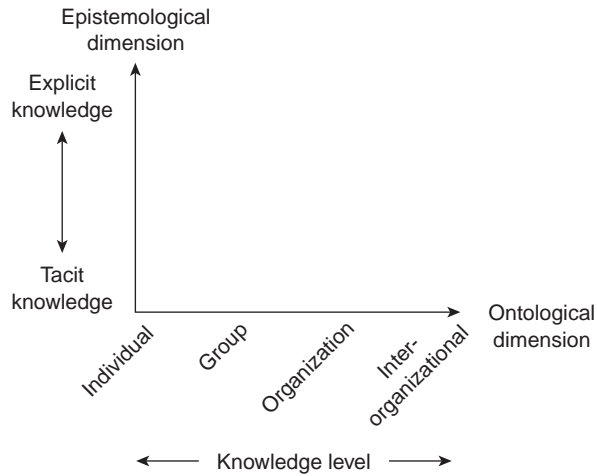 Epistemological
dimension
Explicit
knowledge
Tacit
knowledge
Ontological
dimension
Individual
Group
Organization
Inter-
organizational
Knowledge level